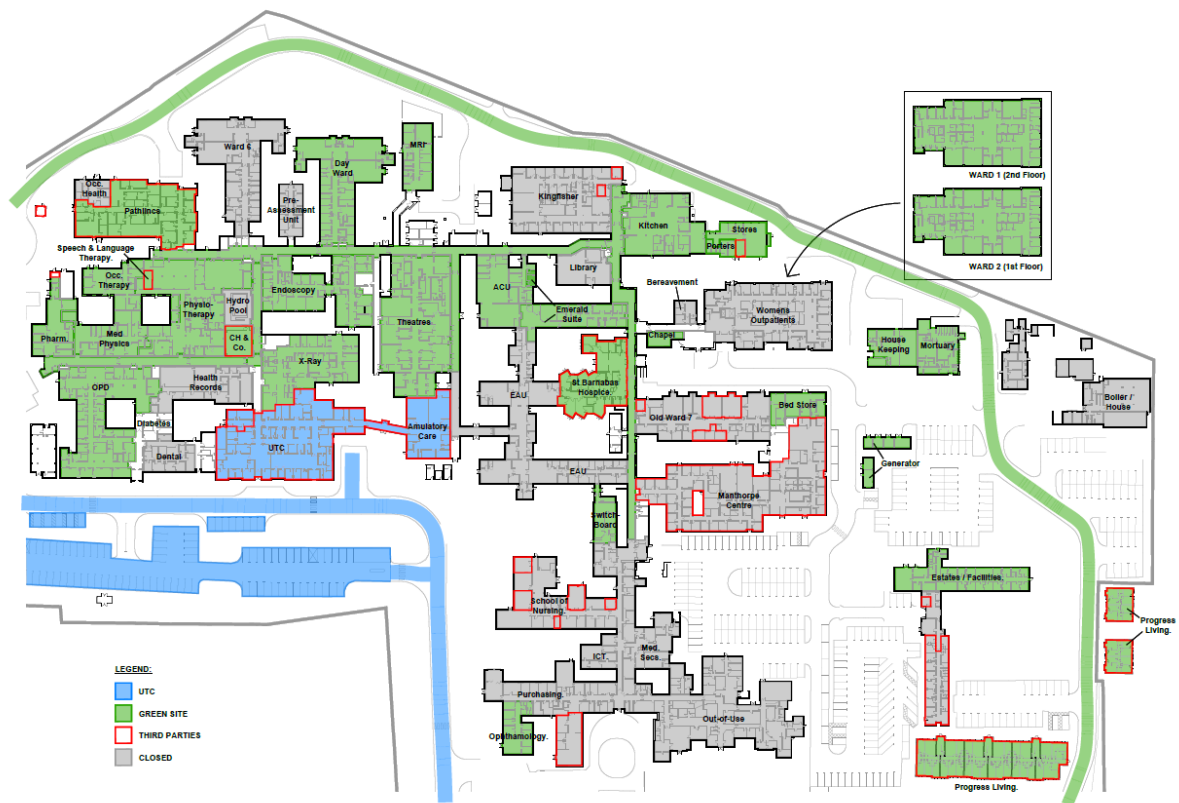 Ward 6
MRI
Day
Ward
WARD 1 (2nd Floor)
WARD 2 (1st Floor)
Occ.
Health
Pathlincs
Pre-
Assessment
Unit
Kingfisher
Kitchen
Stores
Porters
Speech & Language
Therapy.
Occ.
Therapy
Physio-
Therapy
Hydro
Pool
Endoscopy
Theatres
ACU
Library
Emerald
Suite
Bereavement
Womens
Outpatients
Chapel
House
Keeping
Mortuary
Pharm.
Med
Physics
CH &
Co.
X-Ray
OPD
Health
Records
St Barnabas
Hospice.
EAU
Amulatory
Care
Old Ward 7
Bed Store
Boiler /
House
Diabetes
Dental
UTC
EAU
Generator
Manthorpe
Centre
Switch-
Board
School of
Nursing.
Estates / Facilities.
Progress
Living.
ICT.
Med.
Secs
Purchasing.
Out-of-Use
Opthamology.
Progress Living.
LEGEND:
UTC
GREEN SITE
THIRD PARTIES
CLOSED